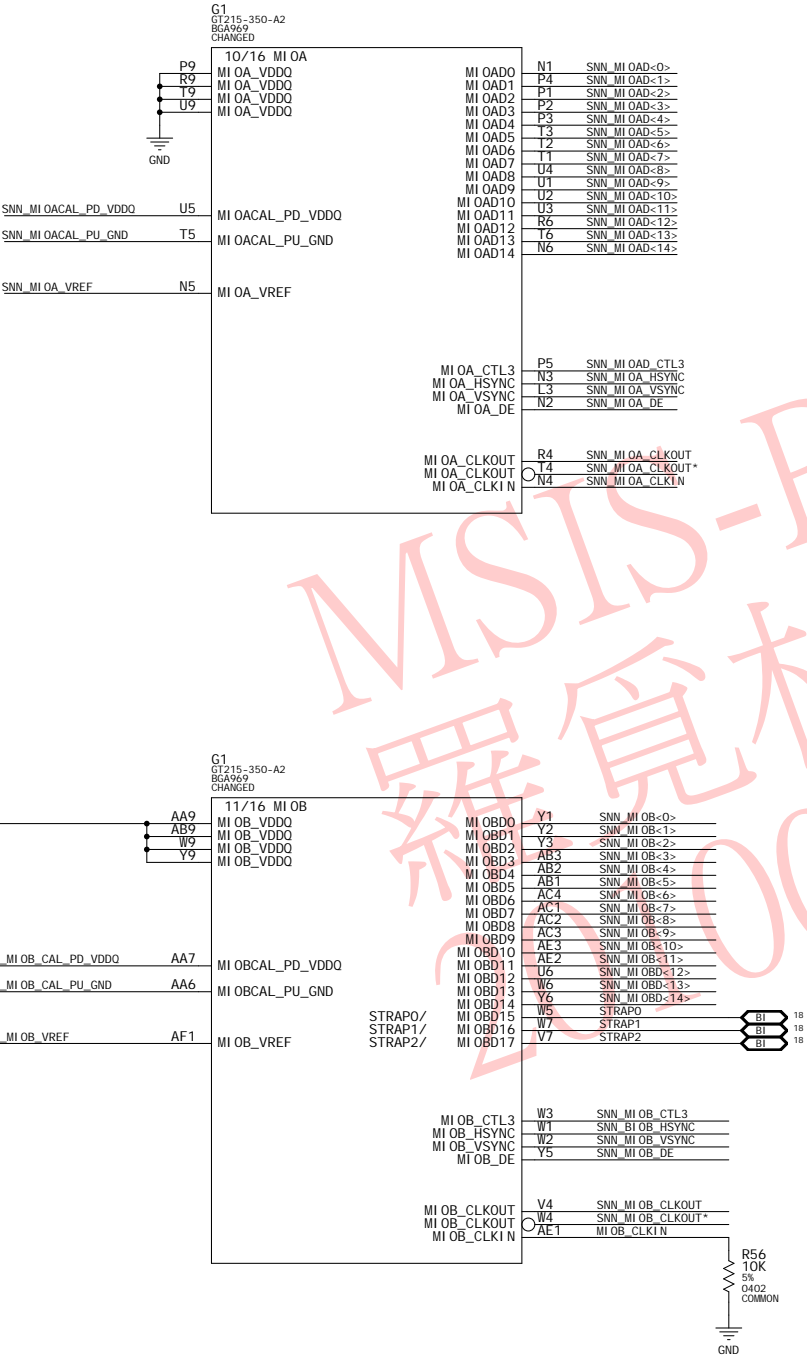 G1
GT215-350-A2
BGA969
CHANGED
10/16 MIOA
P9 MIOA_VDDQ
R9 MIOA_VDDQ
T9 MIOA_VDDQ
U9 MIOA_VDDQ
GND
SNN_MIOACAL_PD_VDDQ U5 MIOACAL_PD_VDDQ
SNN_MIOACAL_PU_GND T5 MIOACAL_PU_GND
SNN_MIOA_VREF N5 MIOA_VREF
MIOAD0 N1 SNN_MIOAD<0>
MIOAD1 P4 SNN_MIOAD<1>
MIOAD2 P1 SNN_MIOAD<2>
MIOAD3 P2 SNN_MIOAD<3>
MIOAD4 P3 SNN_MIOAD<4>
MIOAD5 T3 SNN_MIOAD<5>
MIOAD6 T2 SNN_MIOAD<6>
MIOAD7 T1 SNN_MIOAD<7>
MIOAD8 U4 SNN_MIOAD<8>
MIOAD9 U1 SNN_MIOAD<9>
MIOAD10 U2 SNN_MIOAD<10>
MIOAD11 U3 SNN_MIOAD<11>
MIOAD12 R6 SNN_MIOAD<12>
MIOAD13 T6 SNN_MIOAD<13>
MIOAD14 N6 SNN_MIOAD<14>
MIOA_CTL3 P5 SNN_MIOAD_CTL3
MIOA_HSYNC N3 SNN_MIOA_HSYNC
MIOA_VSYNC L3 SNN_MIOA_VSYNC
MIOA_DE N2 SNN_MIOA_DE
MIOA_CLKOUT R4 SNN_MIOA_CLKOUT
MIOA_CLKOUT T4 SNN_MIOA_CLKOUT*
MIOA_CLKIN N4 SNN_MIOA_CLKIN
MSIS-
羅覓
2010
G1
GT215-350-A2
BGA969
CHANGED
11/16 MIOB
AA9 MIOB_VDDQ
AB9 MIOB_VDDQ
W9 MIOB_VDDQ
Y9 MIOB_VDDQ
_MIOB_CAL_PD_VDDQ AA7 MIOBCAL_PD_VDDQ
_MIOB_CAL_PU_GND AA6 MIOBCAL_PU_GND
_MIOB_VREF AF1 MIOB_VREF
MIOBD0 Y1 SNN_MIOB<0>
MIOBD1 Y2 SNN_MIOB<1>
MIOBD2 Y3 SNN_MIOB<2>
MIOBD3 AB3 SNN_MIOB<3>
MIOBD4 AB2 SNN_MIOB<4>
MIOBD5 AB1 SNN_MIOB<5>
MIOBD6 AC4 SNN_MIOB<6>
MIOBD7 AC1 SNN_MIOB<7>
MIOBD8 AC2 SNN_MIOB<8>
MIOBD9 AC3 SNN_MIOB<9>
MIOBD10 AE3 SNN_MIOB<10>
MIOBD11 AE2 SNN_MIOB<11>
MIOBD12 U6 SNN_MIOBD<12>
MIOBD13 W6 SNN_MIOBD<13>
MIOBD14 Y6 SNN_MIOBD<14>
STRAP0/ MIOBD15 W5 STRAP0 BI 18
STRAP1/ MIOBD16 W7 STRAP1 BI 18
STRAP2/ MIOBD17 V7 STRAP2 BI 18
MIOB_CTL3 W3 SNN_MIOB_CTL3
MIOB_HSYNC W1 SNN_BIOB_HSYNC
MIOB_VSYNC W2 SNN_MIOB_VSYNC
MIOB_DE Y5 SNN_MIOB_DE
MIOB_CLKOUT V4 SNN_MIOB_CLKOUT
MIOB_CLKOUT W4 SNN_MIOB_CLKOUT*
MIOB_CLKIN AE1 MIOB_CLKIN
R56
10K
5%
0402
COMMON
GND